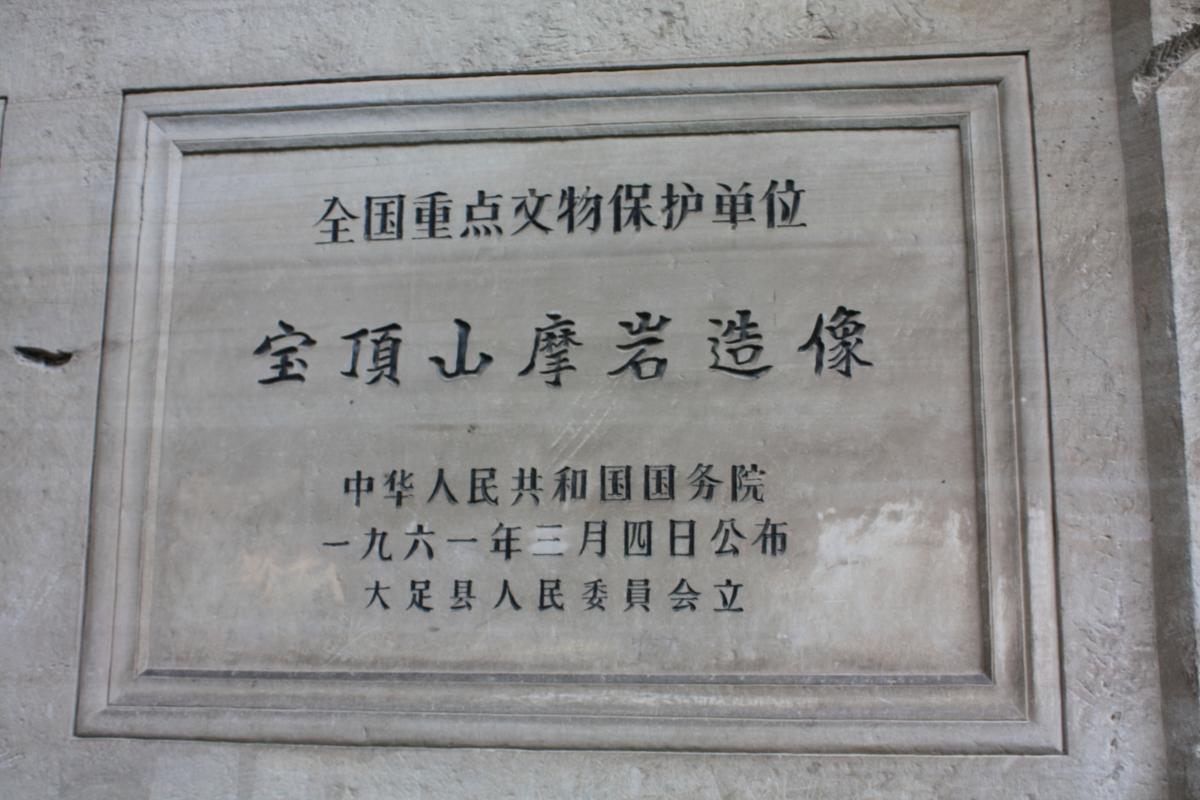 全国重点文物保护单位
宝頂山摩岩造像
中华人民共和国国务院
一九六一年三月四日公布
大足县人民委員会立